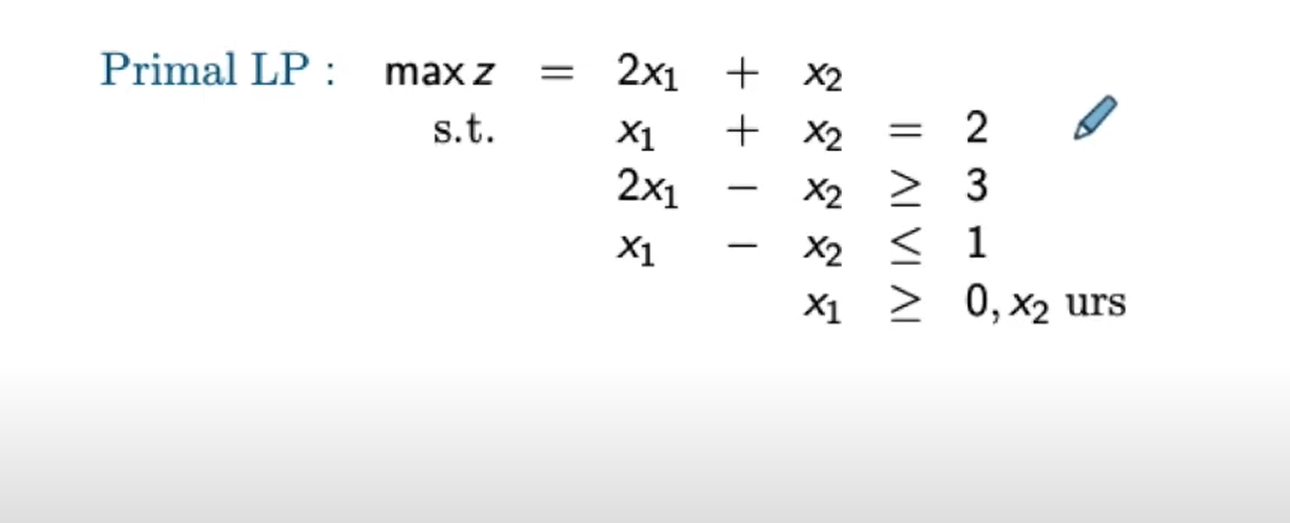 Primal LP : max z = 2x₁ + x₂
s.t. x₁ + x₂ = 2
2x₁ − x₂ ≥ 3
x₁ − x₂ ≤ 1
x₁ ≥ 0, x₂ urs